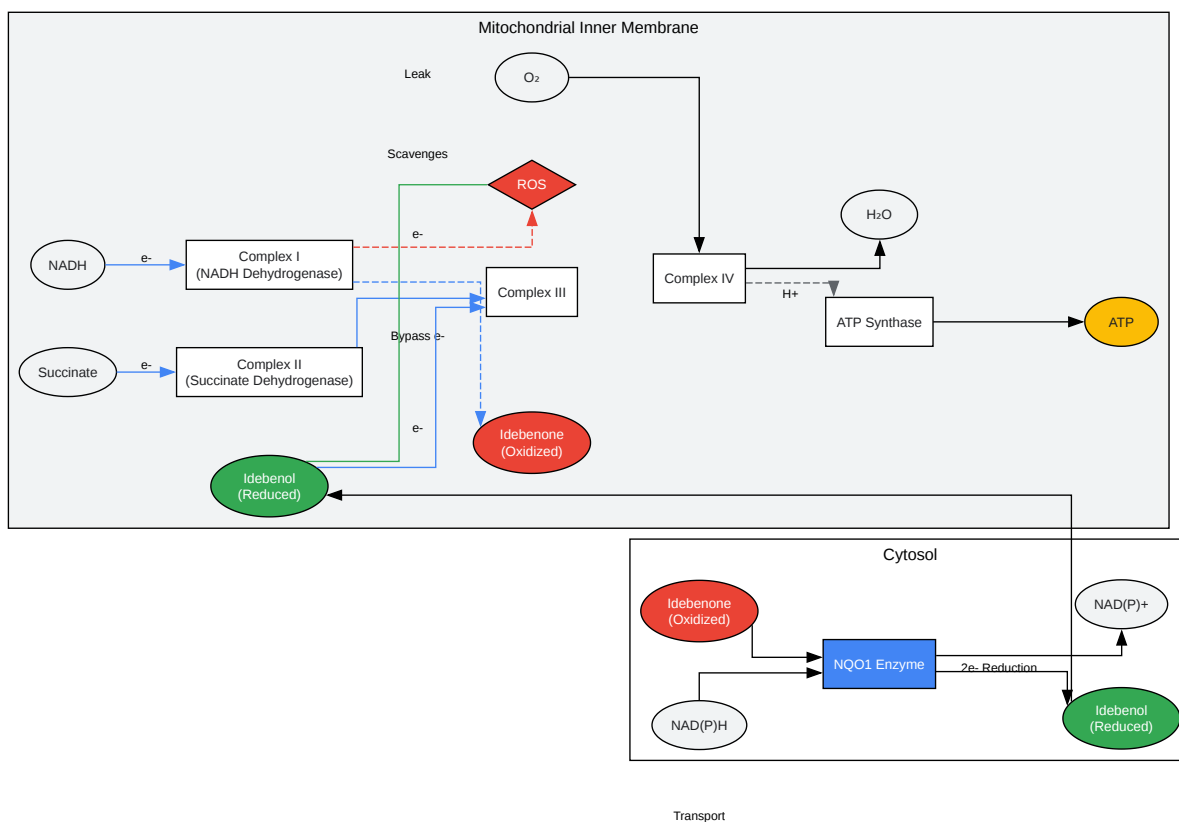 Mitochondrial Inner Membrane
Leak
O₂
Scavenges
ROS
H₂O
e-
NADH
e-
Complex I
(NADH Dehydrogenase)
Complex III
Complex IV
H+
ATP Synthase
ATP
Bypass e-
Succinate
e-
Complex II
(Succinate Dehydrogenase)
e-
Idebenone
(Oxidized)
Idebenol
(Reduced)
Cytosol
Idebenone
(Oxidized)
NAD(P)+
NQO1 Enzyme
2e- Reduction
NAD(P)H
Idebenol
(Reduced)
Transport